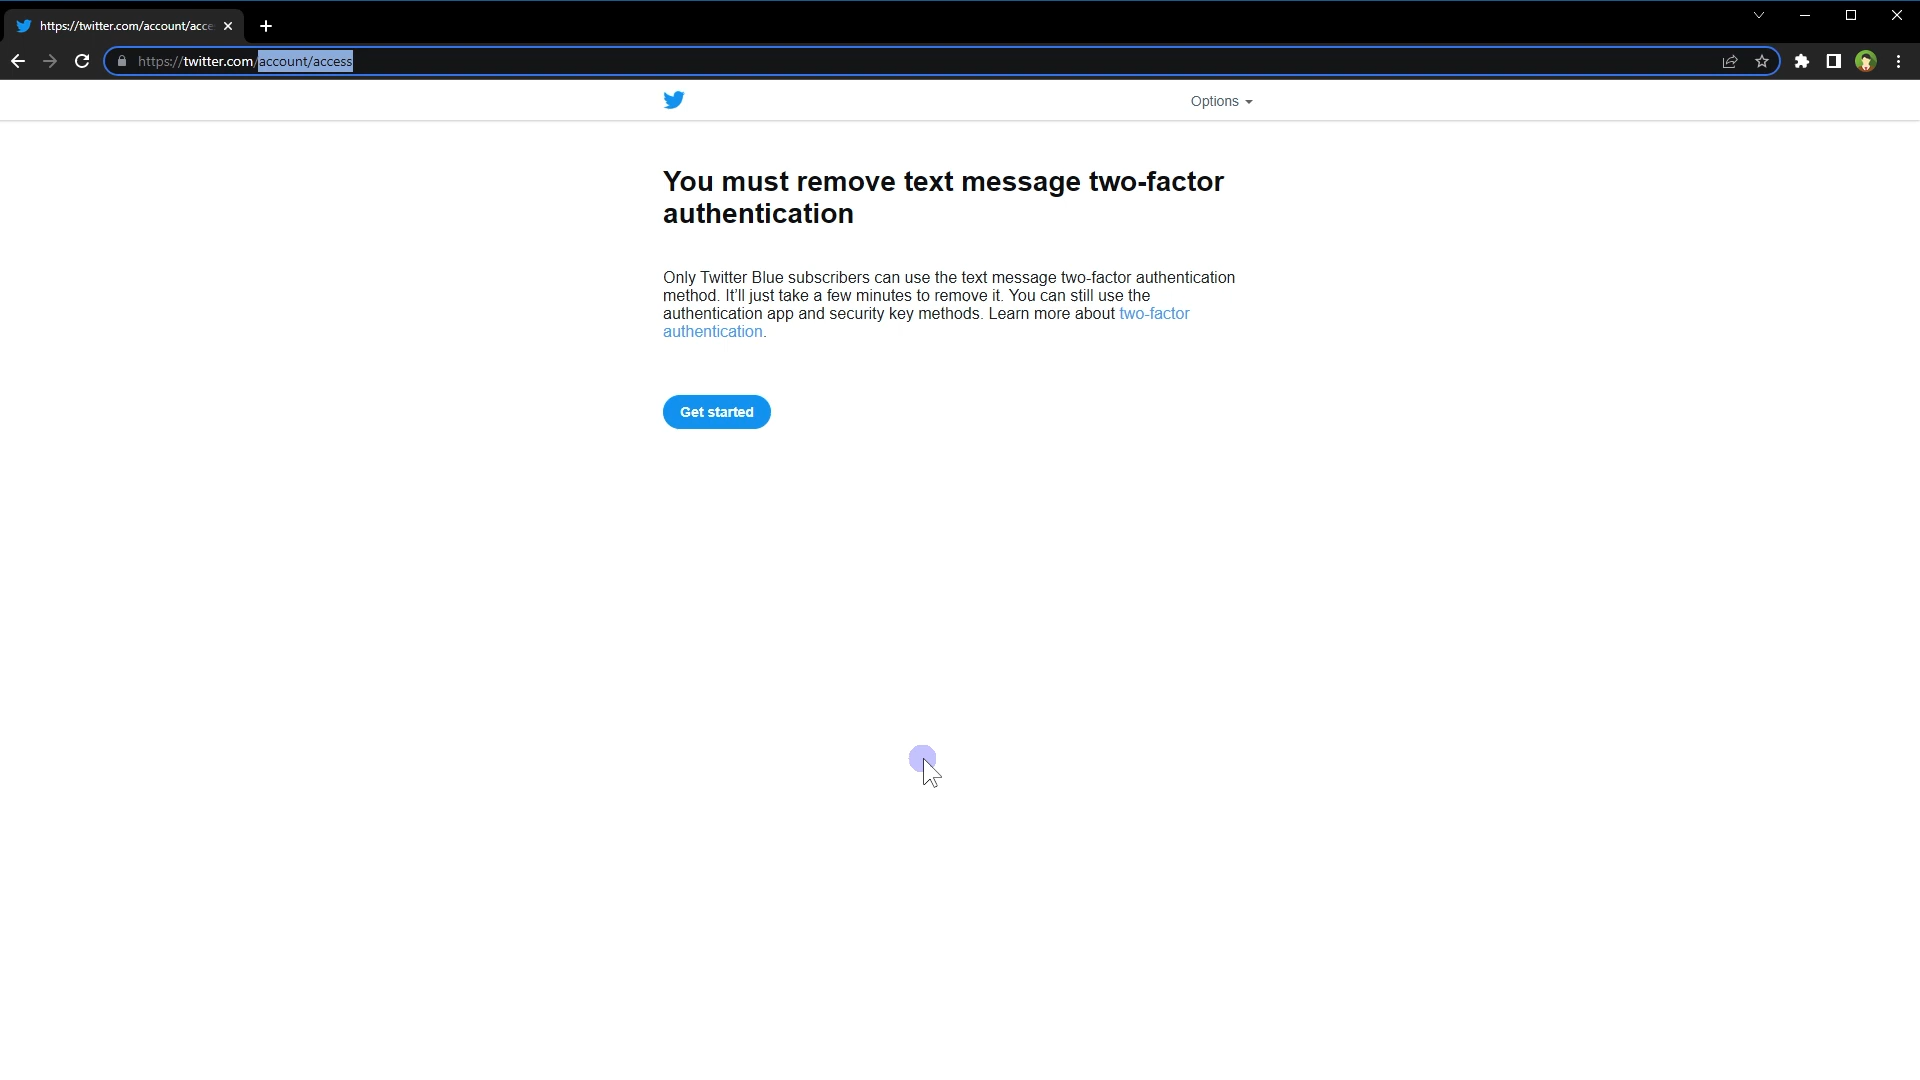 https://twitter.com/account/acce
https://twitter.com/account/access
Options
You must remove text message two-factor
authentication
Only Twitter Blue subscribers can use the text message two-factor authentication
method. It’ll just take a few minutes to remove it. You can still use the
authentication app and security key methods. Learn more about two-factor
authentication.
Get started